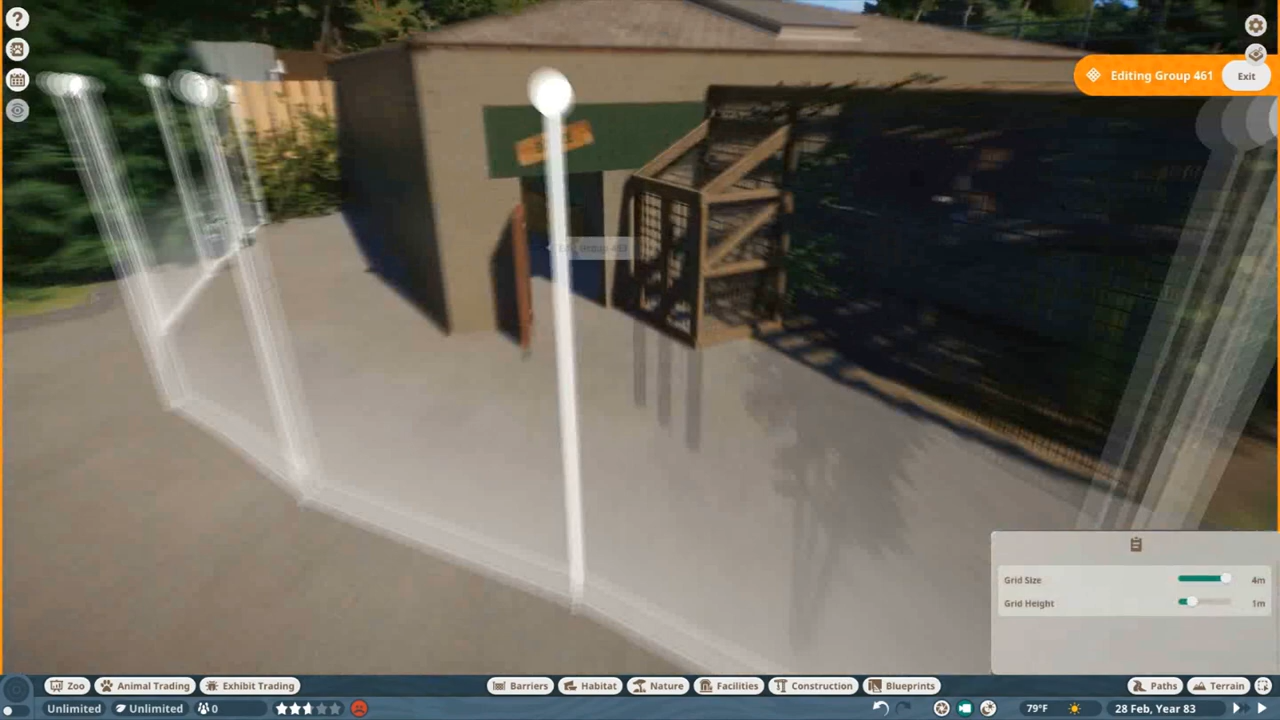 ?
Editing Group 461
Exit
Grid Size
4m
Grid Height
1m
Zoo
Animal Trading
Exhibit Trading
Barriers
Habitat
Nature
Facilities
Construction
Blueprints
Paths
Terrain
Unlimited
Unlimited
0
79°F
28 Feb, Year 83